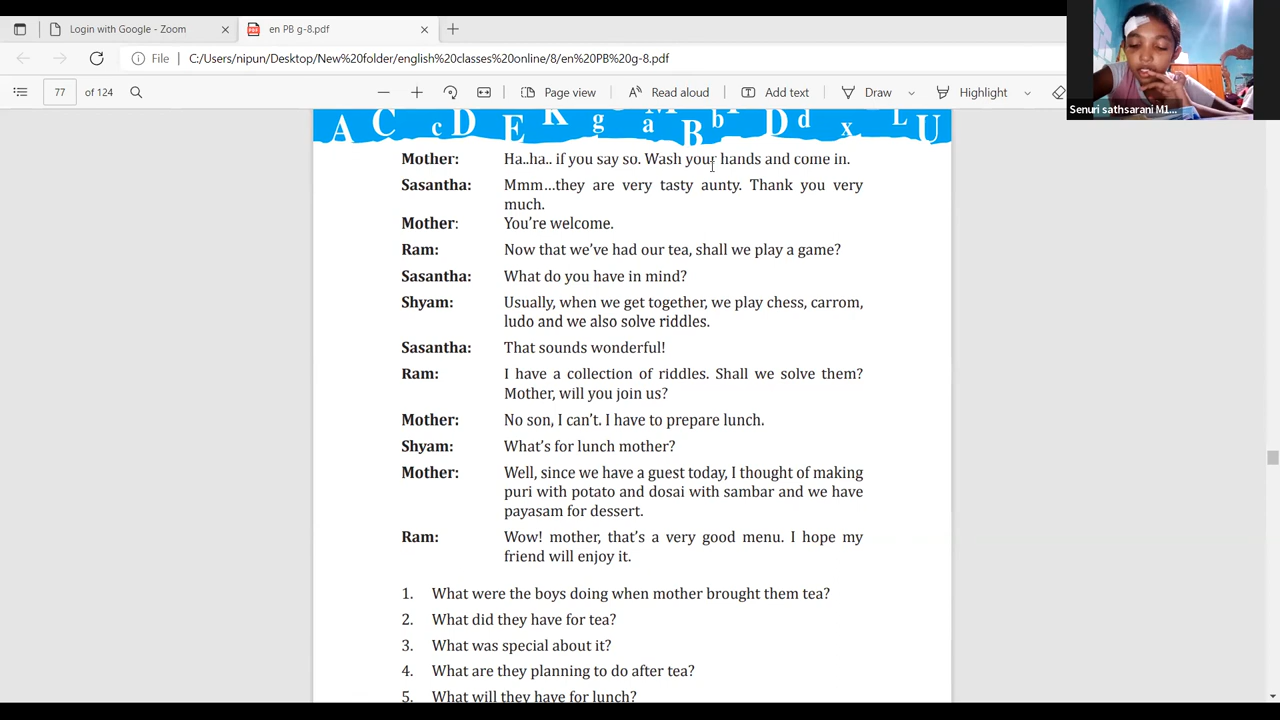 Login with Google - Zoom
en PB g-8.pdf
File
C:/Users/nipun/Desktop/New%20folder/english%20classes%20online/8/en%20PB%20g-8.pdf
77 of 124
Page view
Read aloud
Add text
Draw
Highlight
Senuri sathsarani M1...
A C c D E K g a M B b D d x L U
Mother: Ha..ha.. if you say so. Wash your hands and come in.
Sasantha: Mmm...they are very tasty aunty. Thank you very
much.
Mother: You're welcome.
Ram: Now that we've had our tea, shall we play a game?
Sasantha: What do you have in mind?
Shyam: Usually, when we get together, we play chess, carrom,
ludo and we also solve riddles.
Sasantha: That sounds wonderful!
Ram: I have a collection of riddles. Shall we solve them?
Mother, will you join us?
Mother: No son, I can't. I have to prepare lunch.
Shyam: What's for lunch mother?
Mother: Well, since we have a guest today, I thought of making
puri with potato and dosai with sambar and we have
payasam for dessert.
Ram: Wow! mother, that's a very good menu. I hope my
friend will enjoy it.
1. What were the boys doing when mother brought them tea?
2. What did they have for tea?
3. What was special about it?
4. What are they planning to do after tea?
5. What will they have for lunch?